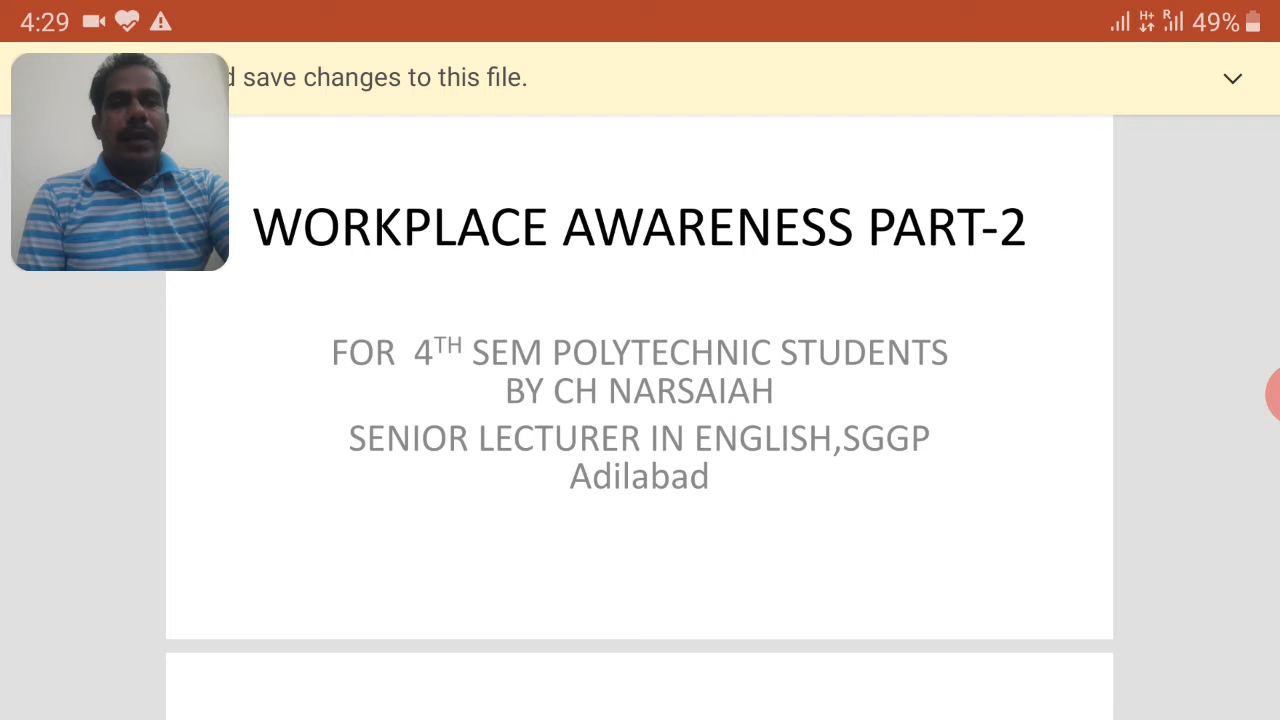 4:29 H+ R 49%
d save changes to this file.
WORKPLACE AWARENESS PART-2
FOR 4TH SEM POLYTECHNIC STUDENTS
BY CH NARSAIAH
SENIOR LECTURER IN ENGLISH,SGGP
Adilabad